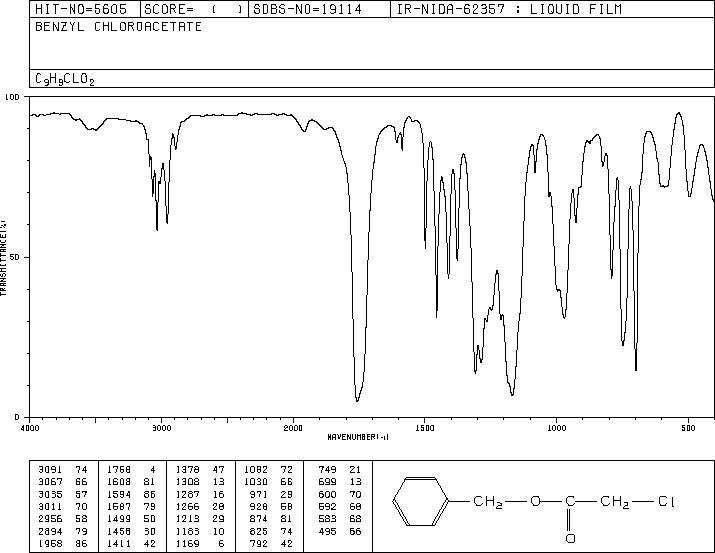 HIT-NO=5605 SCORE= ( ) SDBS-NO=19114 IR-NIDA-62357 : LIQUID FILM
BENZYL CHLOROACETATE
C9H9CLO2
100
50
0
TRANSMITTANCE(%)
4000 3000 2000 1500 1000 500
WAVENUMBER(-1)
3091 74 1758 4 1378 47 1082 72 749 21
3067 66 1608 81 1308 13 1030 66 699 13
3035 57 1594 86 1287 16 971 29 600 70
3011 70 1587 79 1266 28 928 58 592 68
2956 58 1499 50 1213 29 874 81 583 68
2894 79 1458 30 1183 10 825 74 495 66
1958 86 1411 42 1169 6 792 42
CH2 O C CH2 Cl
O